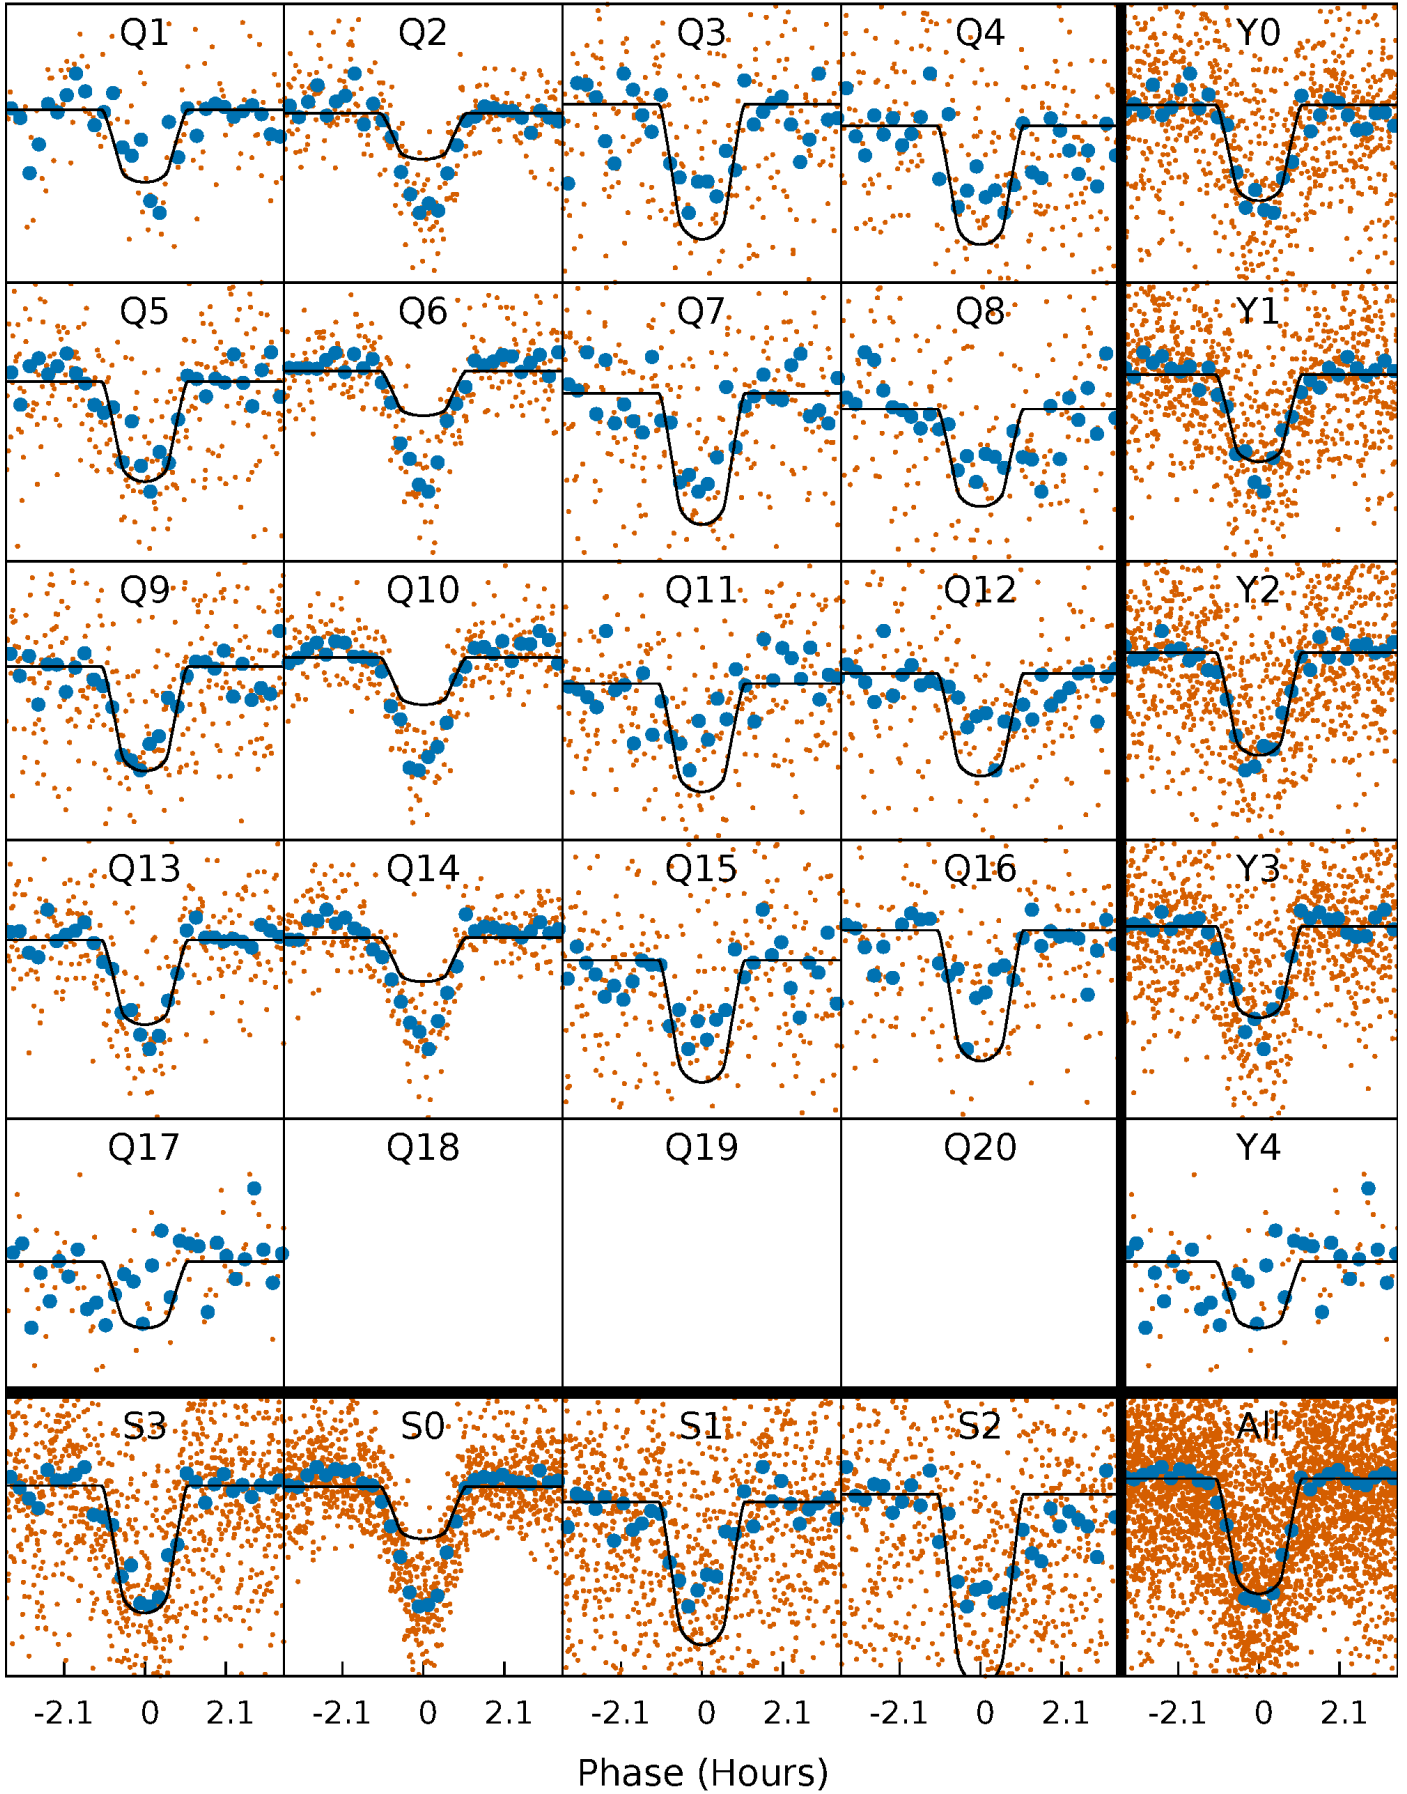 Q1 Q2 Q3 Q4 Y0
Q5 Q6 Q7 Q8 Y1
Q9 Q10 Q11 Q12 Y2
Q13 Q14 Q15 Q16 Y3
Q17 Q18 Q19 Q20 Y4
S3 S0 S1 S2 All
-2.1 0 2.1 -2.1 0 2.1 -2.1 0 2.1 -2.1 0 2.1 -2.1 0 2.1
Phase (Hours)